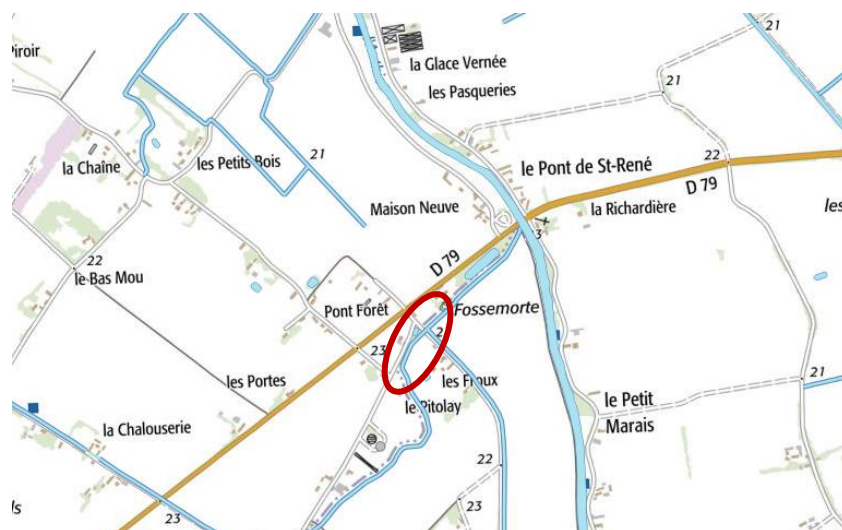 21
Piroir
la Glace Vernée
les Pasqueries
21
la Chaîne
les Petits Bois
21
le Pont de St-René
22
D 79
Maison Neuve
la Richardière
les
3
D 79
22
le Bas Mou
Pont Forêt
Fossemorte
2
23
les Portes
les Froux
21
le Pitolay
le Petit
Marais
la Chalouserie
22
23
ls
23